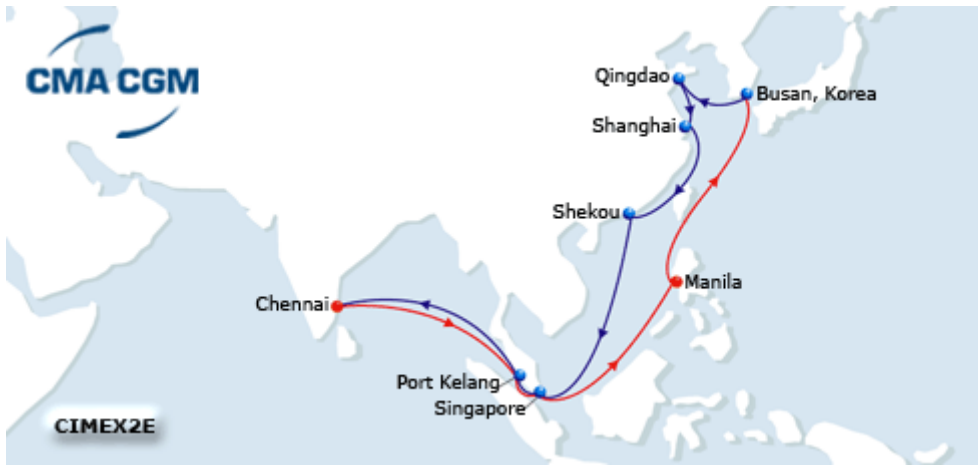 CMA CGM
Qingdao
Busan, Korea
Shanghai
Shekou
Manila
Chennai
Port Kelang
Singapore
CIMEX2E